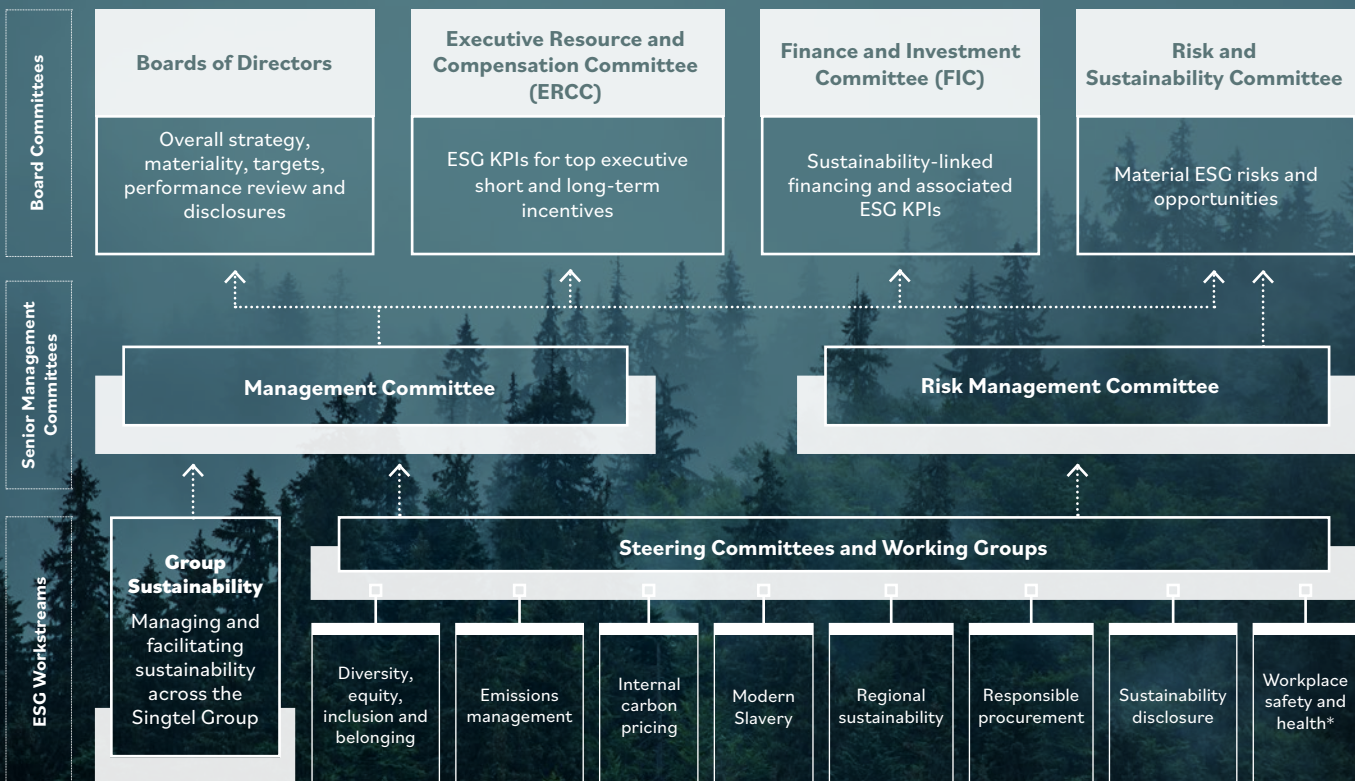 Board Committees
Boards of Directors
Overall strategy,
materiality, targets,
performance review and
disclosures
Executive Resource and
Compensation Committee
(ERCC)
ESG KPIs for top executive
short and long-term
incentives
Finance and Investment
Committee (FIC)
Sustainability-linked
financing and associated
ESG KPIs
Risk and
Sustainability Committee
Material ESG risks and
opportunities
Senior Management
Committees
Management Committee
Risk Management Committee
ESG Workstreams
Group
Sustainability
Managing and
facilitating
sustainability
across the
Singtel Group
Steering Committees and Working Groups
Diversity,
equity,
inclusion and
belonging
Emissions
management
Internal
carbon
pricing
Modern
Slavery
Regional
sustainability
Responsible
procurement
Sustainability
disclosure
Workplace
safety and
health*